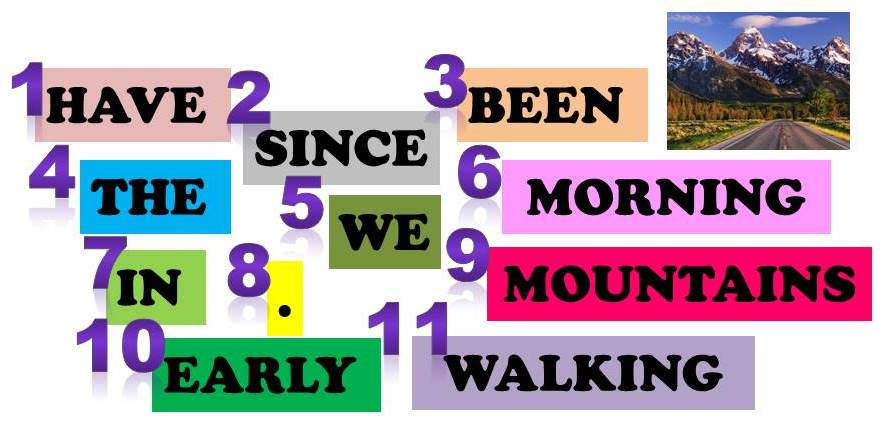 1 HAVE 2 SINCE 3 BEEN
4 THE 5 WE 6 MORNING
7 IN 8 . 9 MOUNTAINS
10 EARLY 11 WALKING